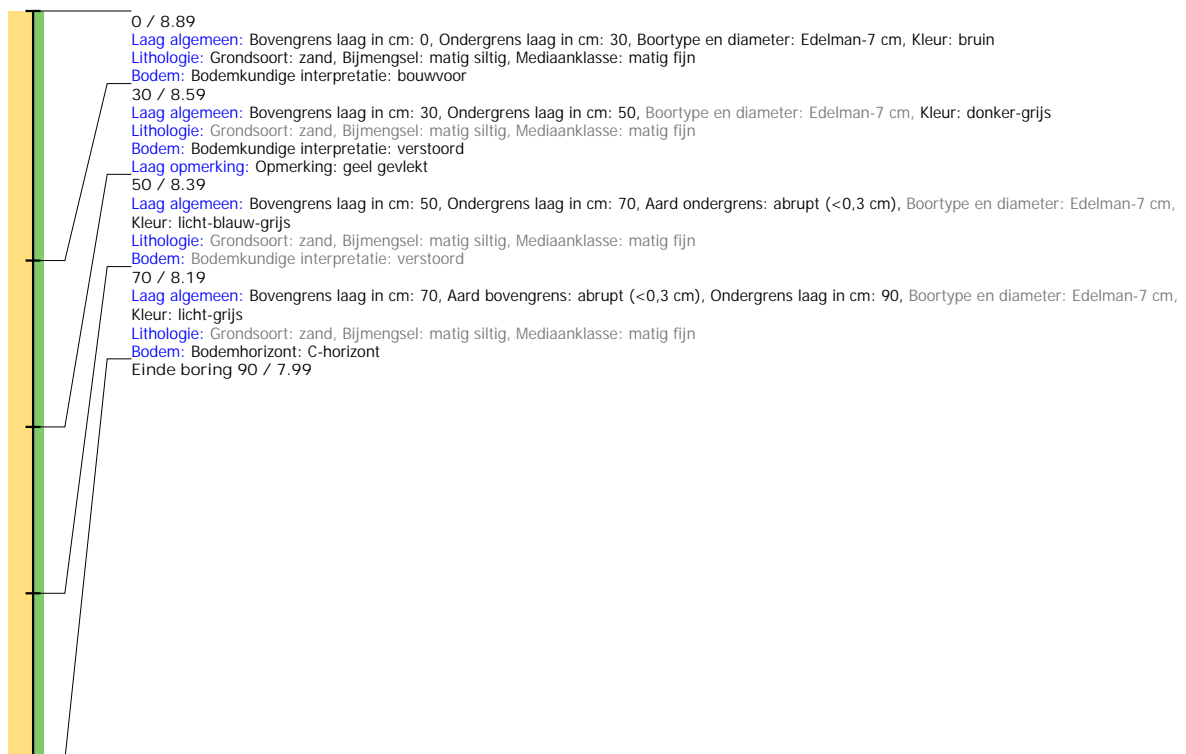 0 / 8.89
Laag algemeen: Bovengrens laag in cm: 0, Ondergrens laag in cm: 30, Boortype en diameter: Edelman-7 cm, Kleur: bruin
Lithologie: Grondsoort: zand, Bijmengsel: matig siltig, Mediaanklasse: matig fijn
Bodem: Bodemkundige interpretatie: bouwvoor
30 / 8.59
Laag algemeen: Bovengrens laag in cm: 30, Ondergrens laag in cm: 50, Boortype en diameter: Edelman-7 cm, Kleur: donker-grijs
Lithologie: Grondsoort: zand, Bijmengsel: matig siltig, Mediaanklasse: matig fijn
Bodem: Bodemkundige interpretatie: verstoord
Laag opmerking: Opmerking: geel gevlekt
50 / 8.39
Laag algemeen: Bovengrens laag in cm: 50, Ondergrens laag in cm: 70, Aard ondergrens: abrupt (<0,3 cm), Boortype en diameter: Edelman-7 cm,
Kleur: licht-blauw-grijs
Lithologie: Grondsoort: zand, Bijmengsel: matig siltig, Mediaanklasse: matig fijn
Bodem: Bodemkundige interpretatie: verstoord
70 / 8.19
Laag algemeen: Bovengrens laag in cm: 70, Aard bovengrens: abrupt (<0,3 cm), Ondergrens laag in cm: 90, Boortype en diameter: Edelman-7 cm,
Kleur: licht-grijs
Lithologie: Grondsoort: zand, Bijmengsel: matig siltig, Mediaanklasse: matig fijn
Bodem: Bodemhorizont: C-horizont
Einde boring 90 / 7.99